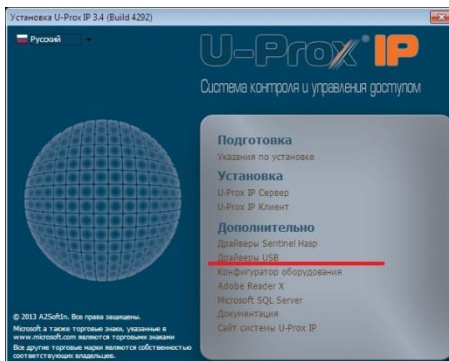 Установка U-Prox IP 3.4 (Build 4292)
Русский
U-Prox IP
Система контроля и управления доступом
Подготовка
Указания по установке
Установка
U-Prox IP Сервер
U-Prox IP Клиент
Дополнительно
Драйверы Sentinel Hasp
Драйверы USB
Конфигуратор оборудования
Adobe Reader X
Microsoft SQL Server
Документация
Сайт системы U-Prox IP
© 2013 A2SoftIn. Все права защищены.
Microsoft а также торговые знаки, указанные в
www.microsoft.com являются торговыми знаками
Все другие торговые марки являются собственностью
соответствующих владельцев.